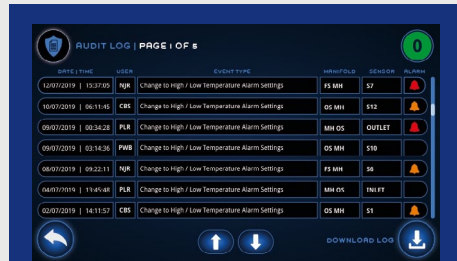 AUDIT LOG | PAGE 1 OF 5
0
DATE | TIME USER EVENT TYPE MANIFOLD SENSOR ALARM
12/07/2019 | 15:37:05 NJR Change to High / Low Temperature Alarm Settings FS MH S7
10/07/2019 | 06:11:45 CBS Change to High / Low Temperature Alarm Settings OS MH S12
09/07/2019 | 00:34:28 PLR Change to High / Low Temperature Alarm Settings MH OS OUTLET
09/07/2019 | 03:14:36 PWB Change to High / Low Temperature Alarm Settings OS MH S10
08/07/2019 | 09:22:11 NJR Change to High / Low Temperature Alarm Settings FS MH S6
04/07/2019 | 13:45:48 PLR Change to High / Low Temperature Alarm Settings MH OS INLET
02/07/2019 | 14:11:57 CBS Change to High / Low Temperature Alarm Settings OS MH S1
DOWNLOAD LOG